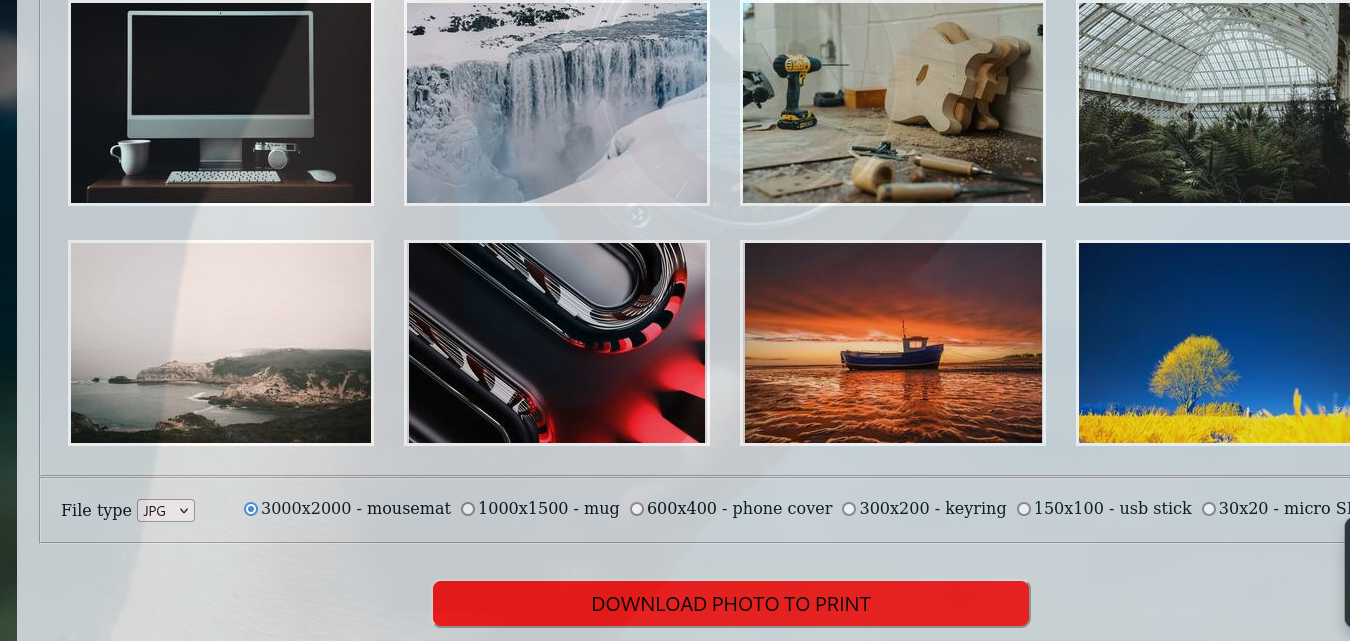 File type JPG 3000x2000 - mousemat 1000x1500 - mug 600x400 - phone cover 300x200 - keyring 150x100 - usb stick 30x20 - micro
DOWNLOAD PHOTO TO PRINT